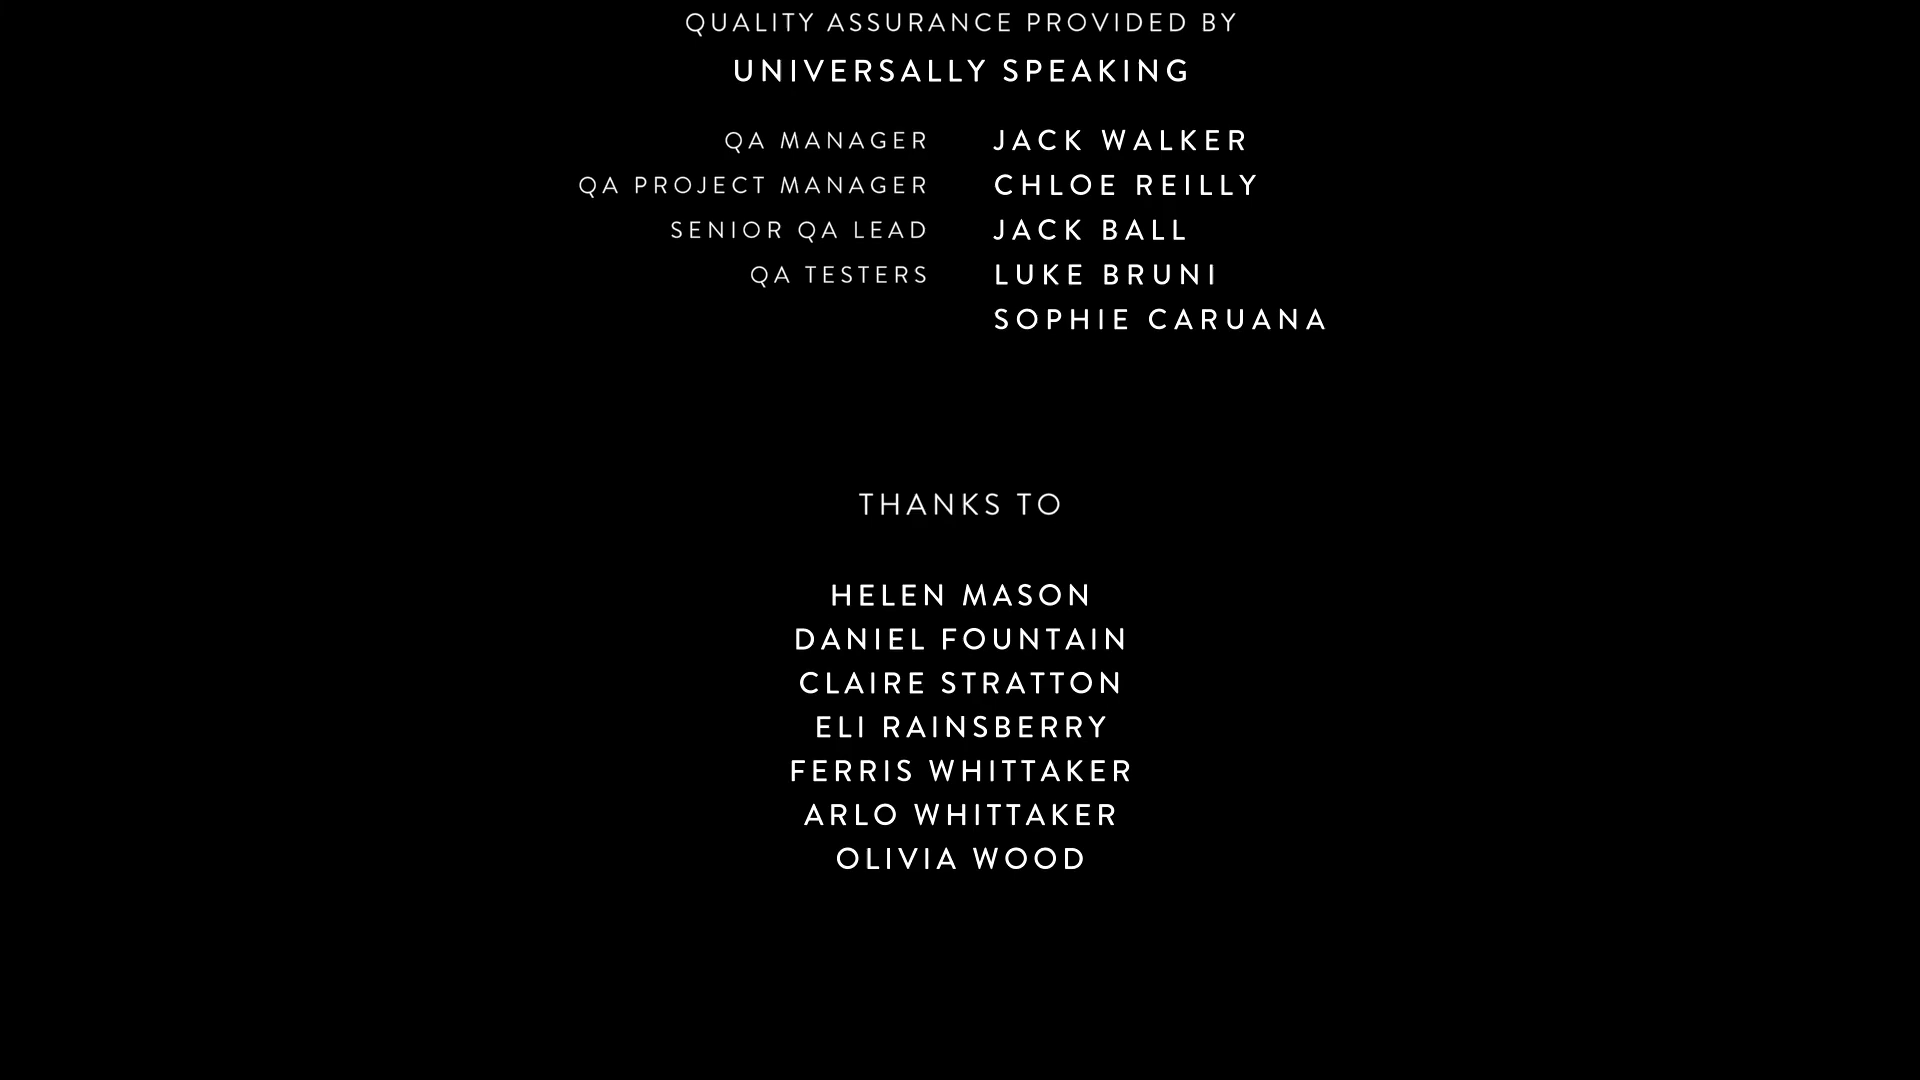 QUALITY ASSURANCE PROVIDED BY
UNIVERSALLY SPEAKING
QA MANAGER JACK WALKER
QA PROJECT MANAGER CHLOE REILLY
SENIOR QA LEAD JACK BALL
QA TESTERS LUKE BRUNI
SOPHIE CARUANA
THANKS TO
HELEN MASON
DANIEL FOUNTAIN
CLAIRE STRATTON
ELI RAINSBERRY
FERRIS WHITTAKER
ARLO WHITTAKER
OLIVIA WOOD